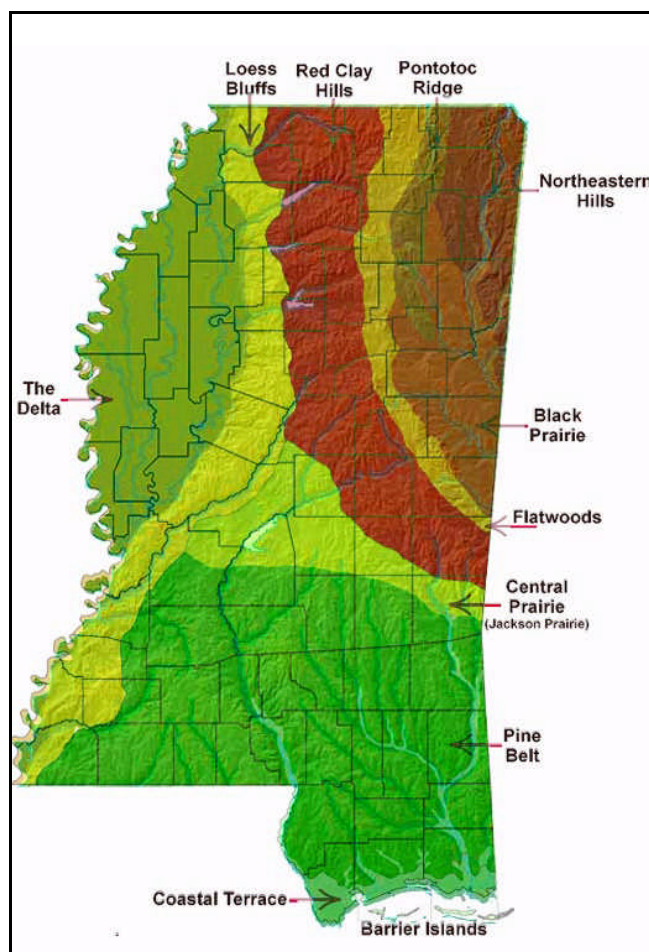 Loess
Bluffs
Red Clay
Hills
Pontotoc
Ridge
Northeastern
Hills
The
Delta
Black
Prairie
Flatwoods
Central
Prairie
(Jackson Prairie)
Pine
Belt
Coastal Terrace
Barrier Islands